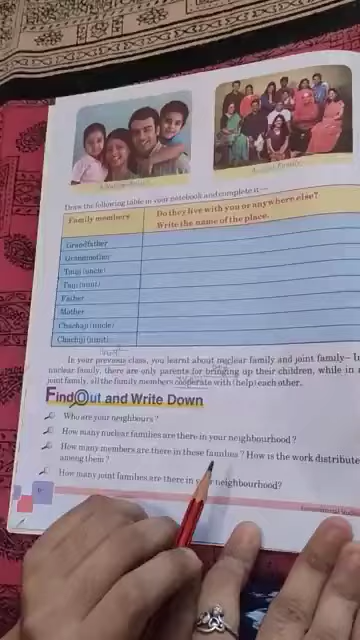 Family
Draw the following table in your notebook and complete it—
Family members
Do they live with you or anywhere else?
Write the name of the place.
Grandfather
Grandmother
Tauji (uncle)
Tai (aunt)
Father
Mother
Chachaji (uncle)
Chachiji (aunt)
In your previous class, you learnt about nuclear family and joint family– In
nuclear family, there are only parents for bringing up their children, while in a
joint family, all the family members cooperate with (help) each other.
Find Out and Write Down
Who are your neighbours ?
How many nuclear families are there in your neighbourhood ?
How many members are there in these families ? How is the work distribute
among them ?
How many joint families are there in your neighbourhood?